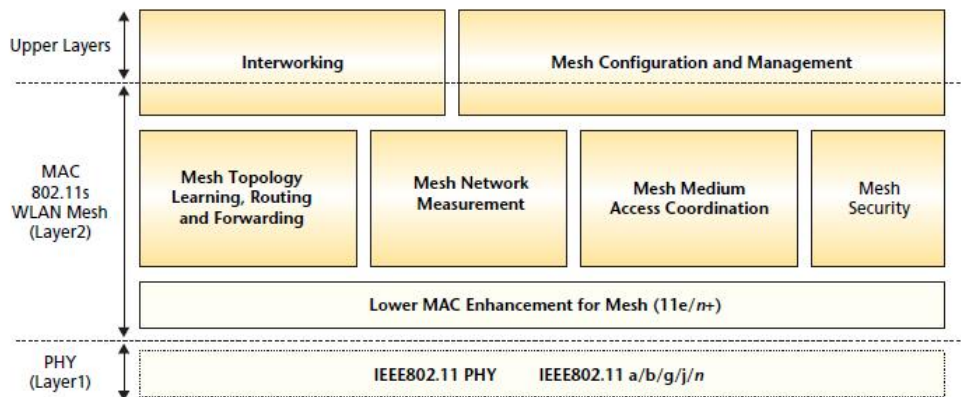 Upper Layers
Interworking
Mesh Configuration and Management
MAC
802.11s
WLAN Mesh
(Layer2)
Mesh Topology
Learning, Routing
and Forwarding
Mesh Network
Measurement
Mesh Medium
Access Coordination
Mesh
Security
Lower MAC Enhancement for Mesh (11e/n+)
PHY
(Layer1)
IEEE802.11 PHY IEEE802.11 a/b/g/j/n